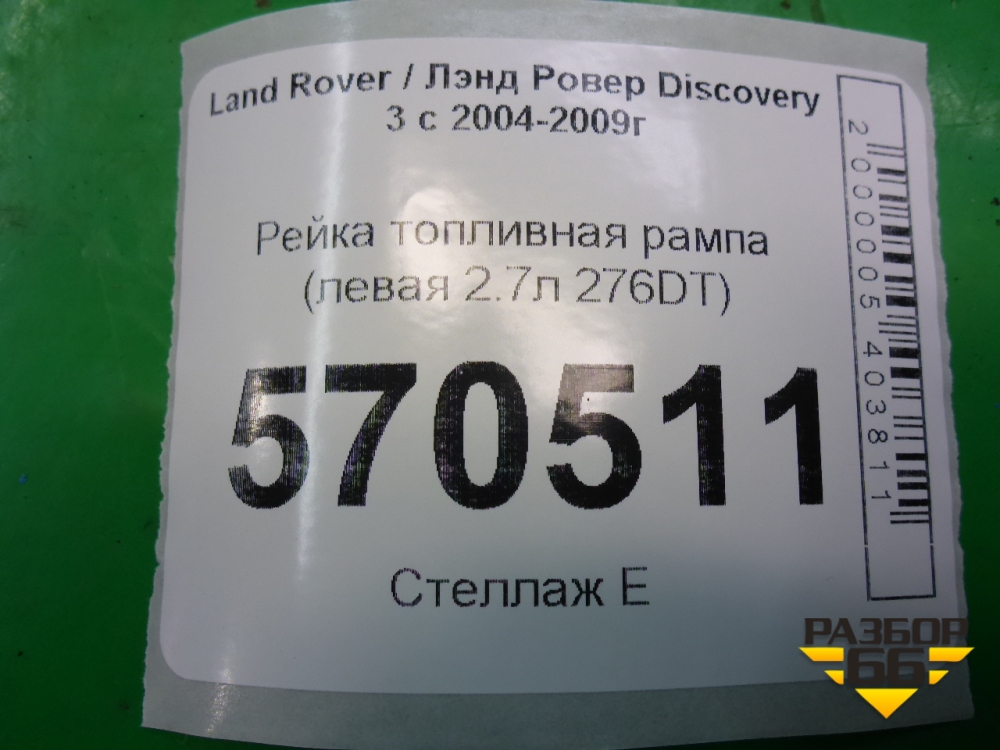 Land Rover / Лэнд Ровер Discovery
3 с 2004-2009г
Рейка топливная рампа
(левая 2.7л 276DT)
570511
Стеллаж Е
2000005403811
РАЗБОР
66